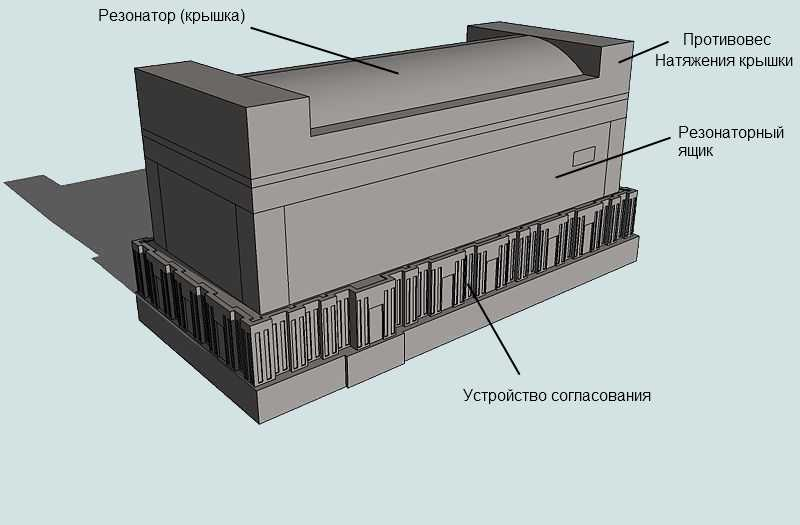 Резонатор (крышка)
Противовес
Натяжения крышки
Резонаторный
ящик
Устройство согласования